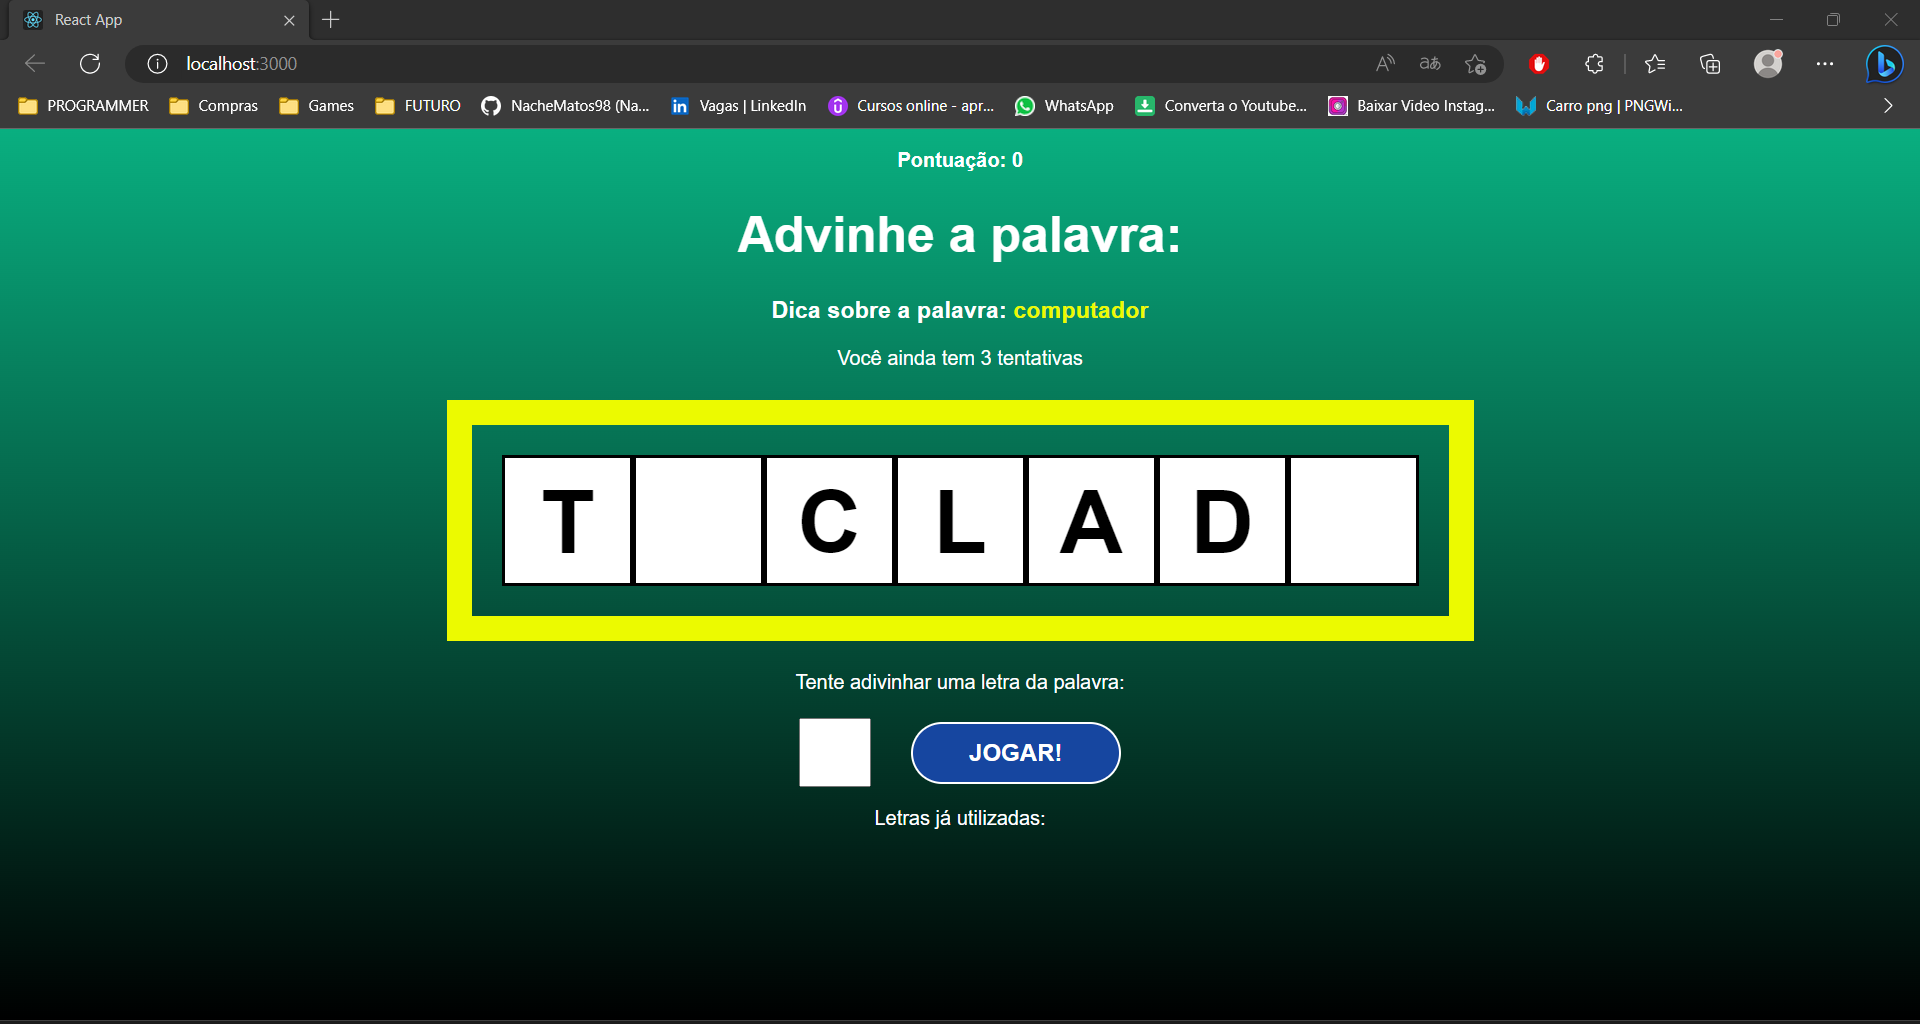 React App
localhost:3000
PROGRAMMER Compras Games FUTURO NacheMatos98 (Na... Vagas | LinkedIn Cursos online - apr... WhatsApp Converta o Youtube... Baixar Video Instag... Carro png | PNGWi...
Pontuação: 0
Advinhe a palavra:
Dica sobre a palavra: computador
Você ainda tem 3 tentativas
T C L A D
Tente adivinhar uma letra da palavra:
JOGAR!
Letras já utilizadas: